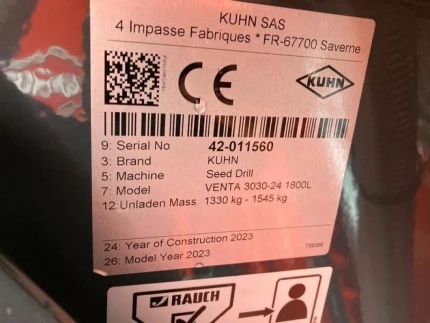 KUHN SAS
4 Impasse Fabriques * FR-67700 Saverne
CE
KUHN
9: Serial No 42-011560
3: Brand KUHN
5: Machine Seed Drill
7: Model VENTA 3030-24 1800L
12: Unladen Mass 1330 kg - 1545 kg
24: Year of Construction 2023
26: Model Year 2023
RAUCH